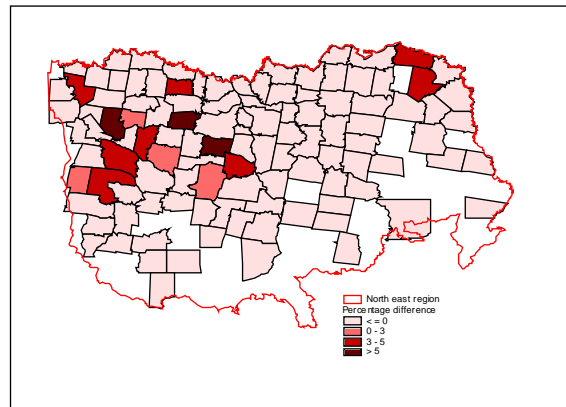 North east region
Percentage difference
< = 0
0 - 3
3 - 5
> 5